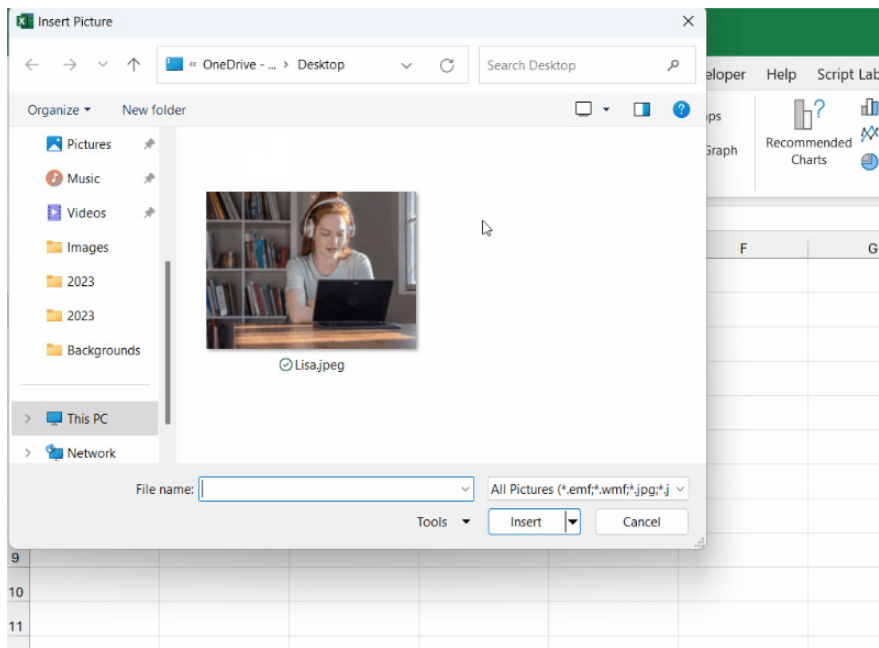 Insert Picture
« OneDrive - ... > Desktop
Search Desktop
Organize
New folder
Pictures
Music
Videos
Images
2023
2023
Backgrounds
This PC
Network
Lisa.jpeg
File name:
All Pictures (*.emf;*.wmf;*.jpg;*.j
Tools
Insert
Cancel
eloper Help Script Lab
ps
Graph
Recommended
Charts
F G
9
10
11